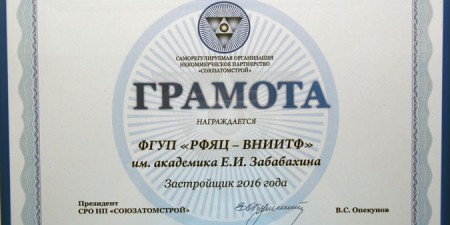 САМОРЕГУЛИРУЕМАЯ ОРГАНИЗАЦИЯ
НЕКОММЕРЧЕСКОЕ ПАРТНЕРСТВО
«СОЮЗАТОМСТРОЙ»
ГРАМОТА
НАГРАЖДАЕТСЯ
ФГУП «РФЯЦ – ВНИИТФ»
им. академика Е.И. Забабахина
Застройщик 2016 года
Президент
СРО НП «СОЮЗАТОМСТРОЙ» В.С. Опекунов